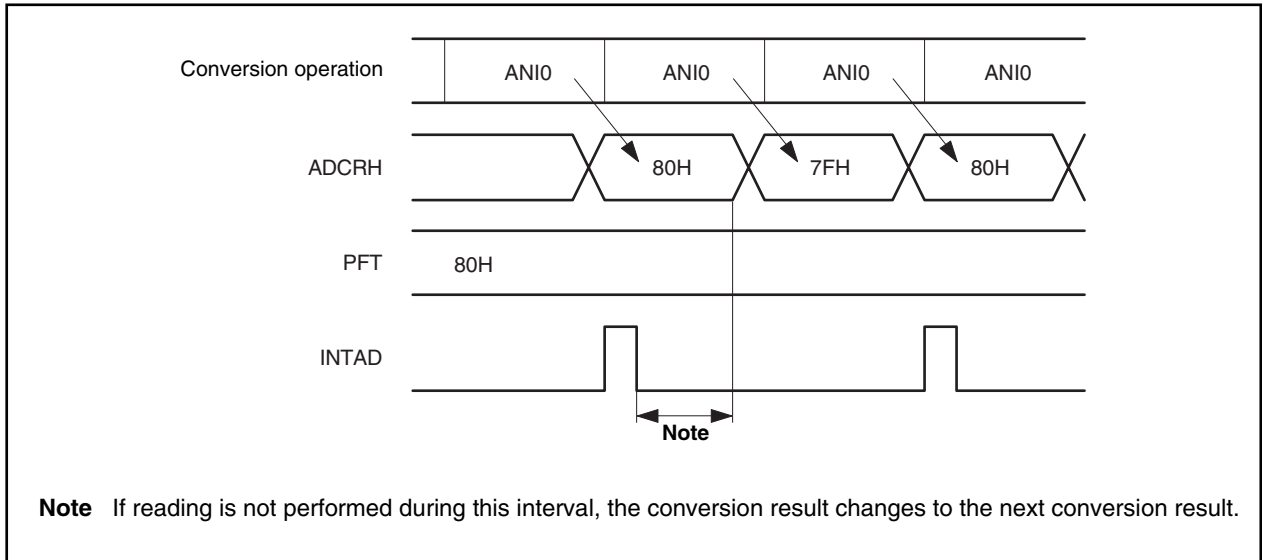 Conversion operation ANI0 ANI0 ANI0 ANI0
ADCRH 80H 7FH 80H
PFT 80H
INTAD
Note
Note If reading is not performed during this interval, the conversion result changes to the next conversion result.